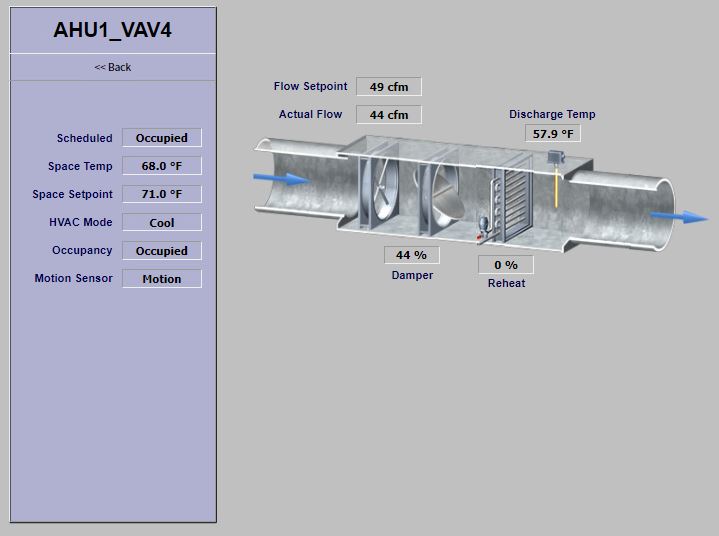 AHU1_VAV4
<< Back
Scheduled Occupied
Space Temp 68.0 °F
Space Setpoint 71.0 °F
HVAC Mode Cool
Occupancy Occupied
Motion Sensor Motion
Flow Setpoint 49 cfm
Actual Flow 44 cfm
Discharge Temp
57.9 °F
44 %
Damper
0 %
Reheat